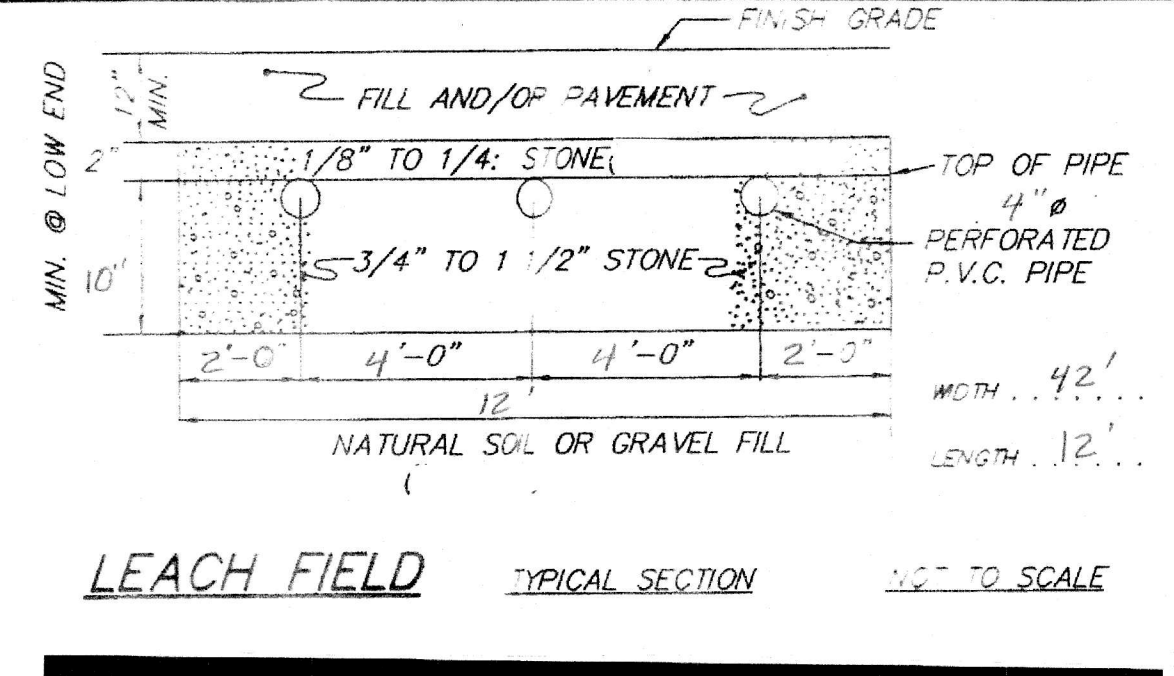 FINISH GRADE
MIN. @ LOW END
12" MIN.
FILL AND/OR PAVEMENT
2"
1/8" TO 1/4: STONE
TOP OF PIPE
4" ø
PERFORATED
P.V.C. PIPE
10"
3/4" TO 1 1/2" STONE
2'-0" 4'-0" 4'-0" 2'-0"
12'
WIDTH . 42' . . .
NATURAL SOIL OR GRAVEL FILL
LENGTH . 12' . . .
LEACH FIELD TYPICAL SECTION NOT TO SCALE